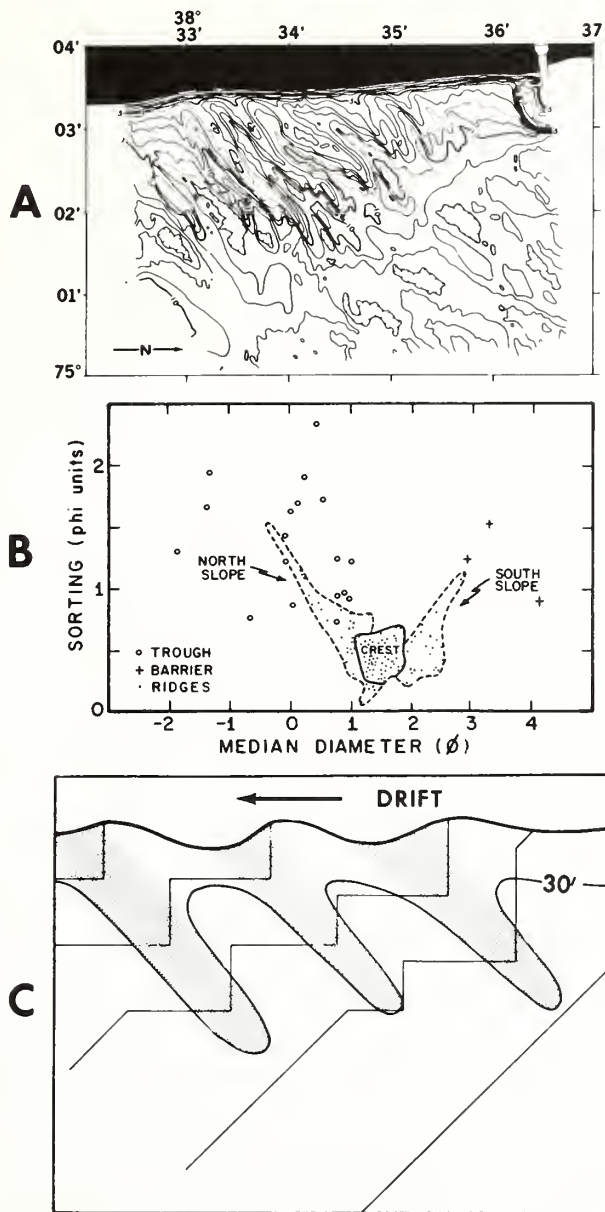 38°
33' 34' 35' 36' 37
04'
03'
02'
01'
75°
A
N
B
SORTING (phi units)
2
1
0
NORTH
SLOPE
SOUTH
SLOPE
CREST
o TROUGH
+ BARRIER
· RIDGES
-2 -1 0 1 2 3 4
MEDIAN DIAMETER (Ø)
C
DRIFT
30'